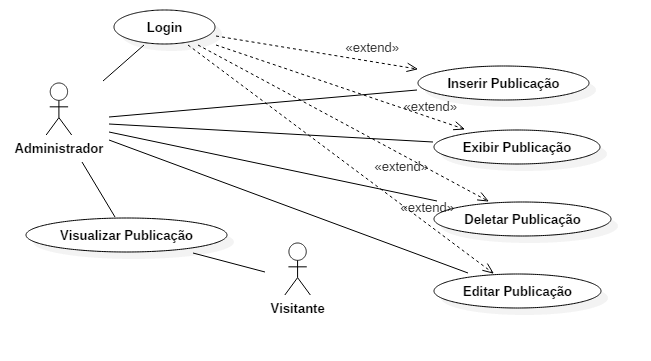 Login
«extend»
Inserir Publicação
«extend»
Administrador
Exibir Publicação
«extend»
«extend»
Deletar Publicação
Visualizar Publicação
Editar Publicação
Visitante